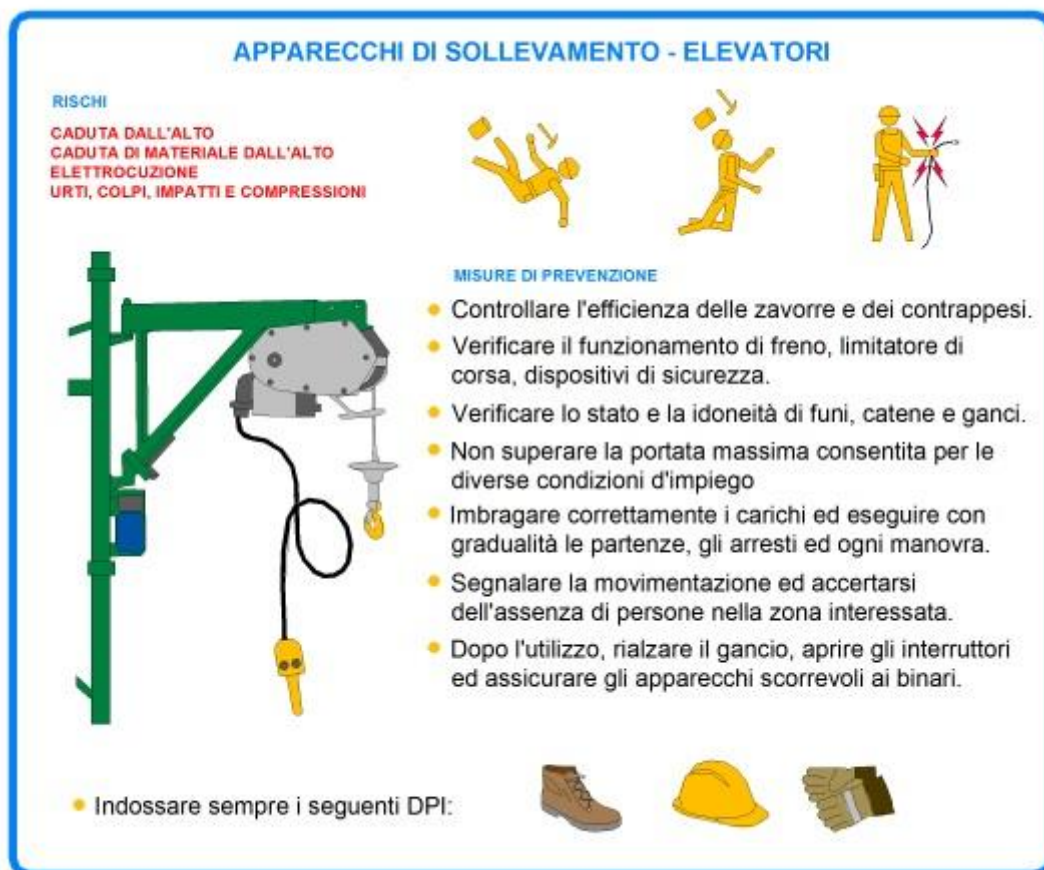 APPARECCHI DI SOLLEVAMENTO - ELEVATORI
RISCHI
CADUTA DALL'ALTO
CADUTA DI MATERIALE DALL'ALTO
ELETTROCUZIONE
URTI, COLPI, IMPATTI E COMPRESSIONI
MISURE DI PREVENZIONE
Controllare l'efficienza delle zavorre e dei contrappesi.
Verificare il funzionamento di freno, limitatore di
corsa, dispositivi di sicurezza.
Verificare lo stato e la idoneità di funi, catene e ganci.
Non superare la portata massima consentita per le
diverse condizioni d'impiego
Imbragare correttamente i carichi ed eseguire con
gradualità le partenze, gli arresti ed ogni manovra.
Segnalare la movimentazione ed accertarsi
dell'assenza di persone nella zona interessata.
Dopo l'utilizzo, rialzare il gancio, aprire gli interruttori
ed assicurare gli apparecchi scorrevoli ai binari.
Indossare sempre i seguenti DPI: